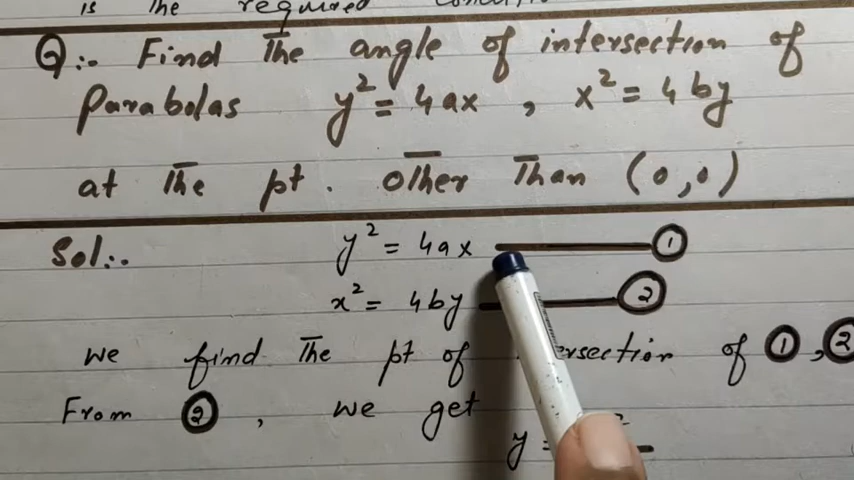 is the required
Q:- Find the angle of intersection of
Parabolas y² = 4ax , x² = 4by
at the pt. other than (0,0)
Sol:- y² = 4ax ①
x² = 4by ②
we find the pt of ersection of ①, ②
From ②, we get
y =